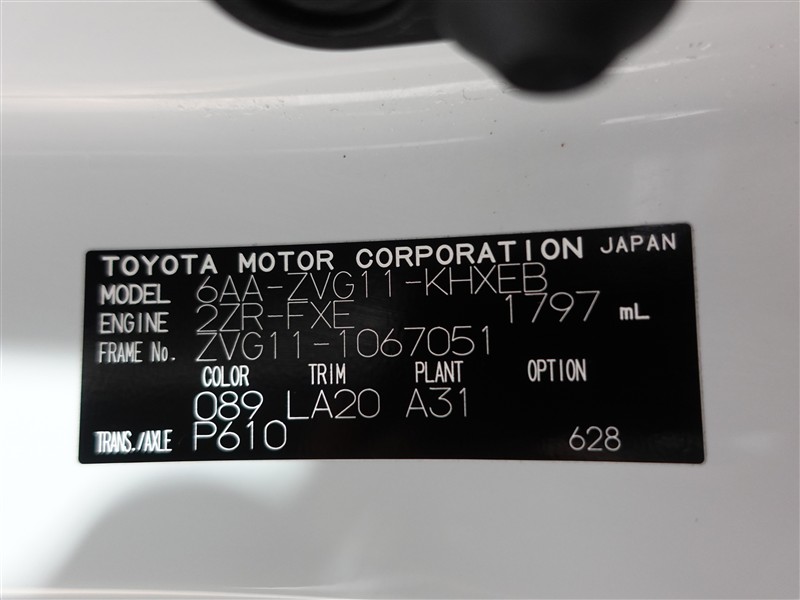 TOYOTA MOTOR CORPORATION JAPAN
MODEL 6AA-ZVG11-KHXEB
ENGINE 2ZR-FXE 1797 mL
FRAME No. ZVG11-1067051
COLOR TRIM PLANT OPTION
089 LA20 A31
TRANS./AXLE P610 628